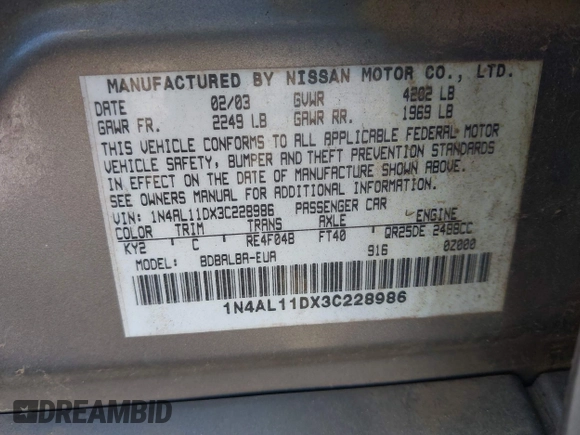 MANUFACTURED BY NISSAN MOTOR CO., LTD.
DATE 02/03 GVWR 4202 LB
GAWR FR. 2249 LB GAWR RR. 1969 LB
THIS VEHICLE CONFORMS TO ALL APPLICABLE FEDERAL MOTOR
VEHICLE SAFETY, BUMPER AND THEFT PREVENTION STANDARDS
IN EFFECT ON THE DATE OF MANUFACTURE SHOWN ABOVE.
SEE OWNERS MANUAL FOR ADDITIONAL INFORMATION.
VIN: 1N4AL11DX3C228986 PASSENGER CAR
COLOR TRIM TRANS AXLE ENGINE
KY2 C RE4F04B FT40 QR25DE 2488CC
MODEL: BDBALBA-EUA 916 0Z000
1N4AL11DX3C228986
DREAMBID